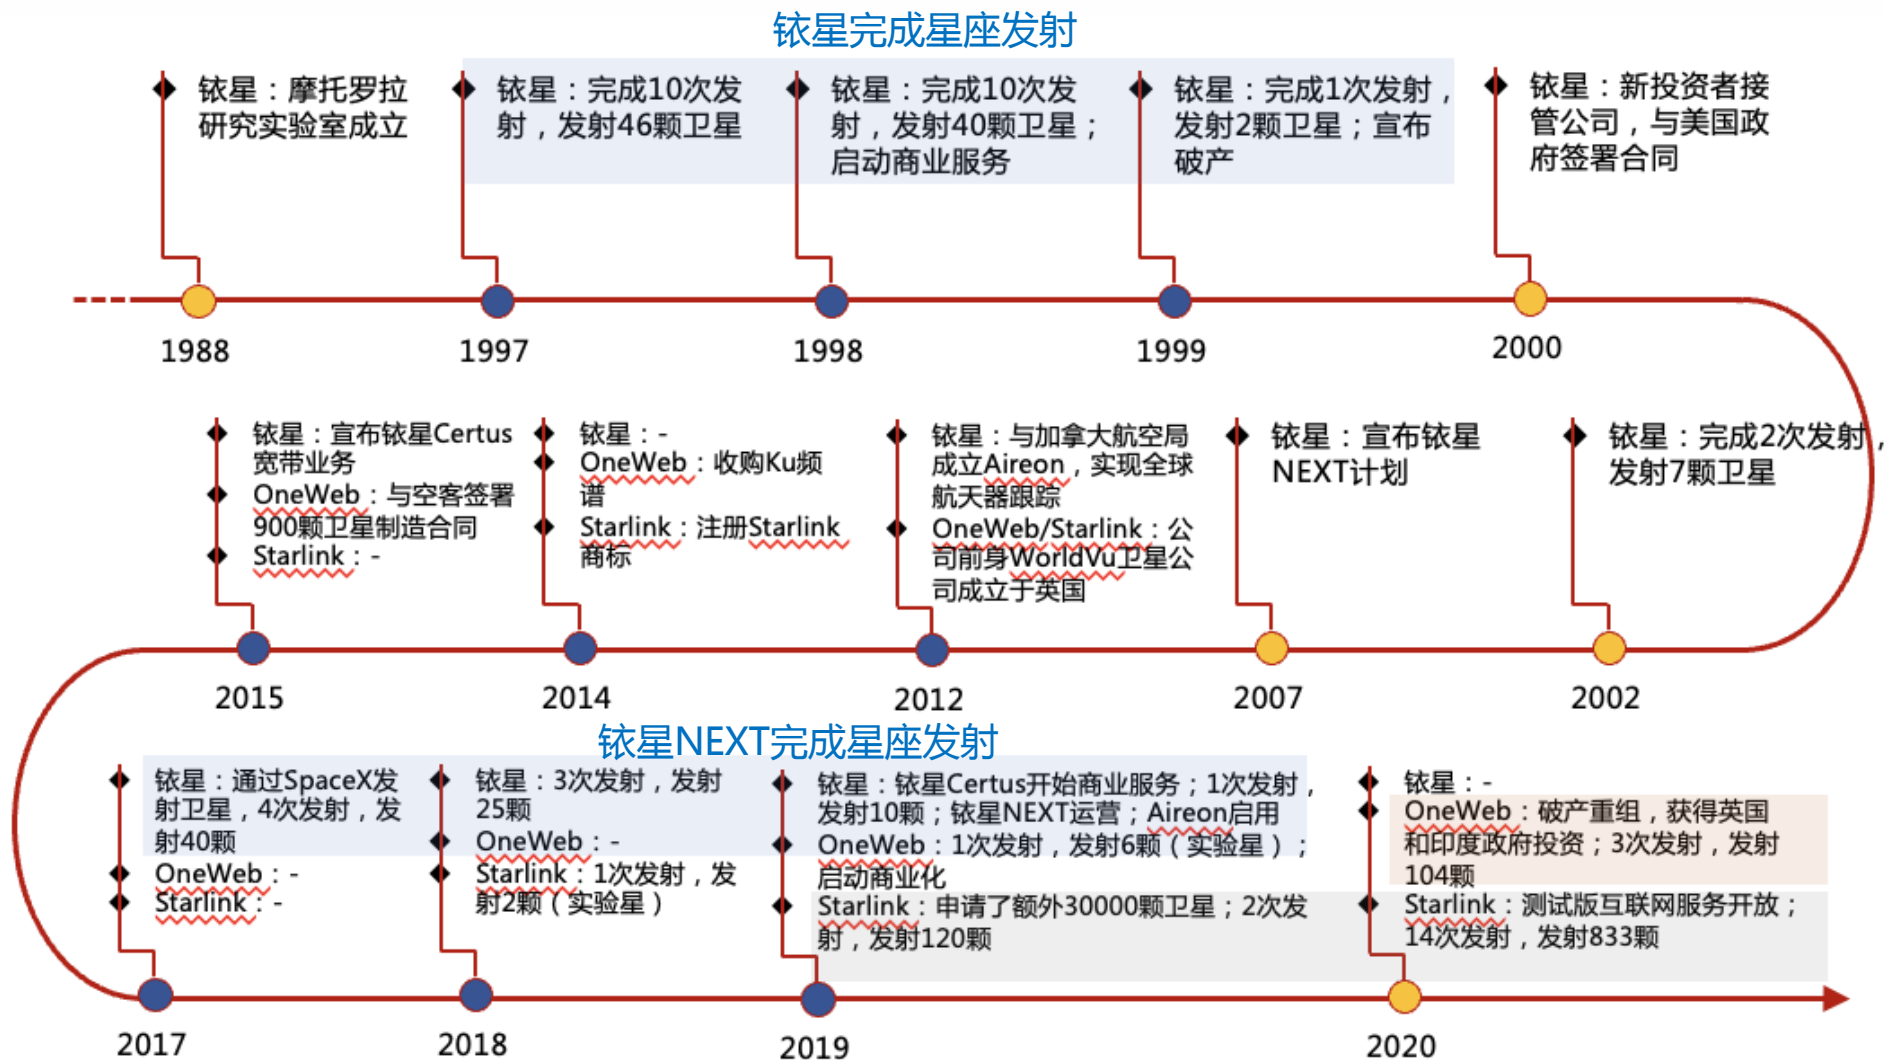 铱星完成星座发射
铱星：摩托罗拉
研究实验室成立
铱星：完成10次发
射，发射46颗卫星
铱星：完成10次发
射，发射40颗卫星；
启动商业服务
铱星：完成1次发射，
发射2颗卫星；宣布
破产
铱星：新投资者接
管公司，与美国政
府签署合同
1988
1997
1998
1999
2000
铱星：宣布铱星Certus
宽带业务
OneWeb：与空客签署
900颗卫星制造合同
Starlink：-
铱星：-
OneWeb：收购Ku频
谱
Starlink：注册Starlink
商标
铱星：与加拿大航空局
成立Aireon，实现全球
航天器跟踪
OneWeb/Starlink：公
司前身WorldVu卫星公
司成立于英国
铱星：宣布铱星
NEXT计划
铱星：完成2次发射，
发射7颗卫星
2015
2014
2012
2007
2002
铱星NEXT完成星座发射
铱星：通过SpaceX发
射卫星，4次发射，发
射40颗
OneWeb：-
Starlink：-
铱星：3次发射，发射
25颗
OneWeb：-
Starlink：1次发射，发
射2颗（实验星）
铱星：铱星Certus开始商业服务；1次发射，
发射10颗；铱星NEXT运营；Aireon启用
OneWeb：1次发射，发射6颗（实验星）；
启动商业化
Starlink：申请了额外30000颗卫星；2次发
射，发射120颗
铱星：-
OneWeb：破产重组，获得英国
和印度政府投资；3次发射，发射
104颗
Starlink：测试版互联网服务开放；
14次发射，发射833颗
2017
2018
2019
2020